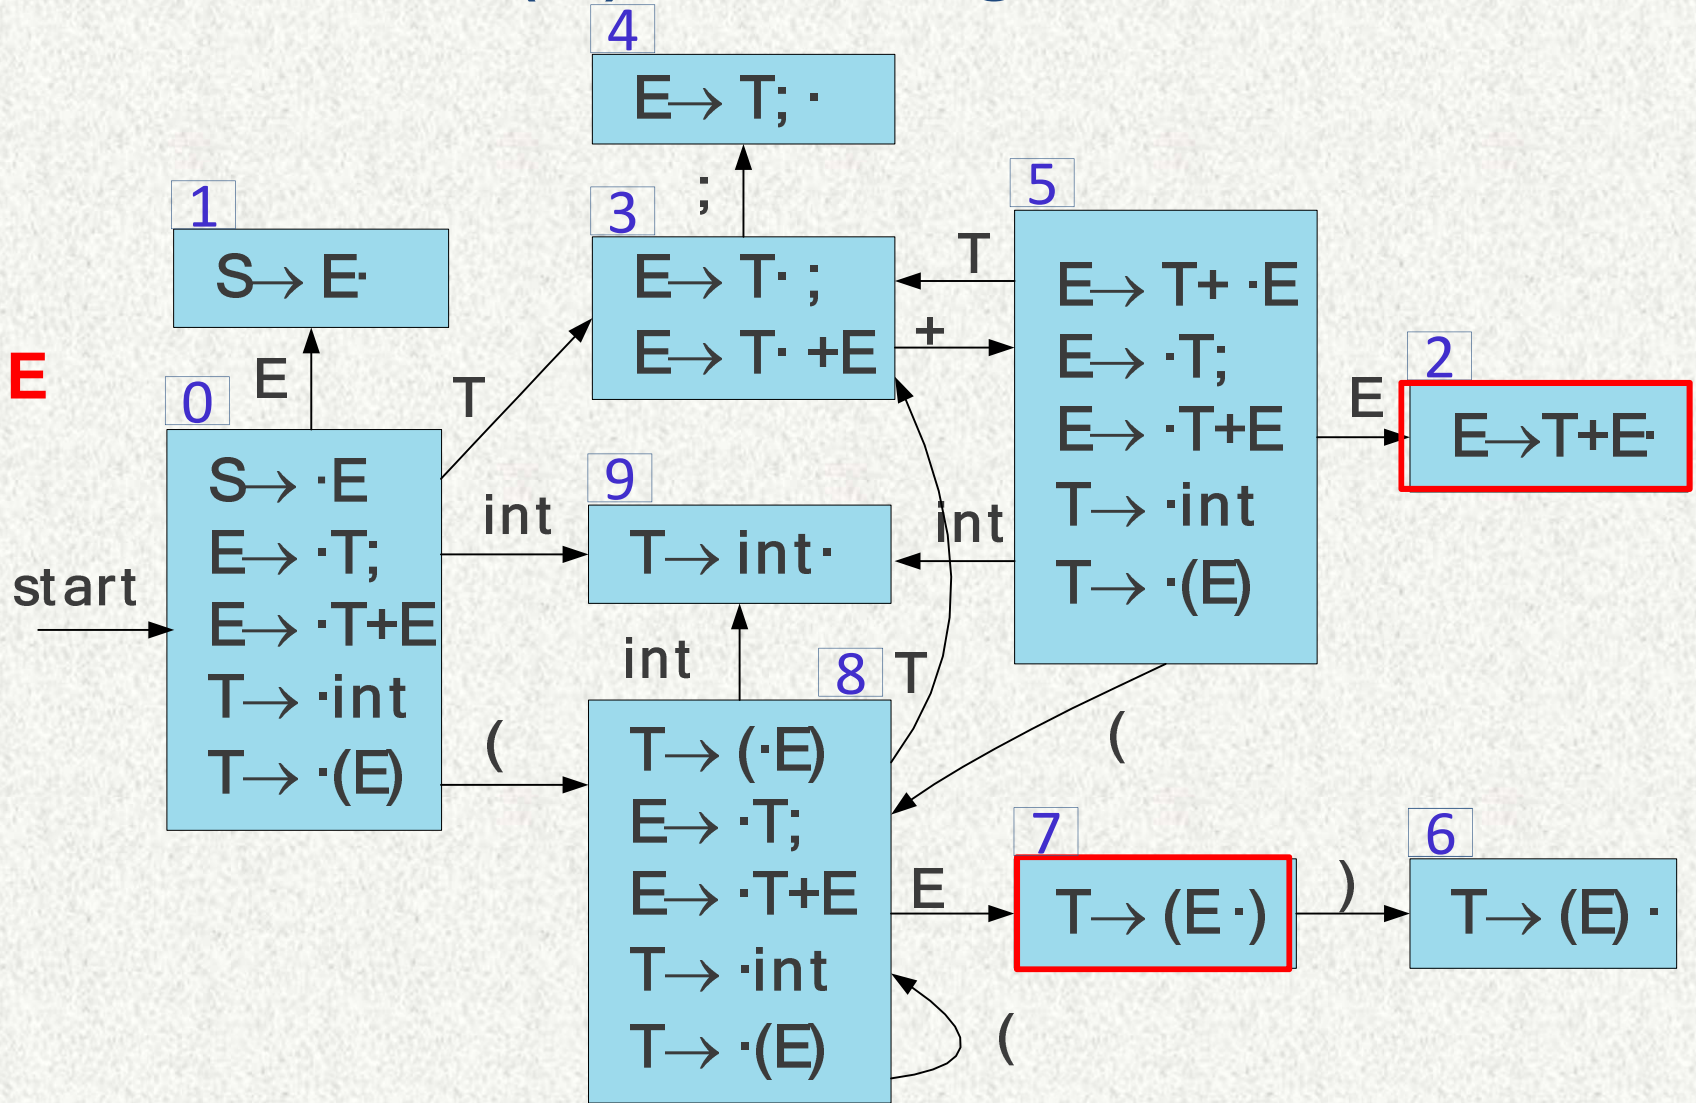 4
E→ T; ·
;
1
S→ E·
3
E→ T· ;
E→ T· +E
T
+
5
E→ T+ ·E
E→ ·T;
E→ ·T+E
T→ ·int
T→ ·(E)
E
E
T
E
2
E→T+E·
0
S→ ·E
E→ ·T;
E→ ·T+E
T→ ·int
T→ ·(E)
start
int
9
T→ int·
int
int
8
T
(
(
T→ (·E)
E→ ·T;
E→ ·T+E
T→ ·int
T→ ·(E)
E
7
T→ (E·)
)
6
T→ (E) ·
(